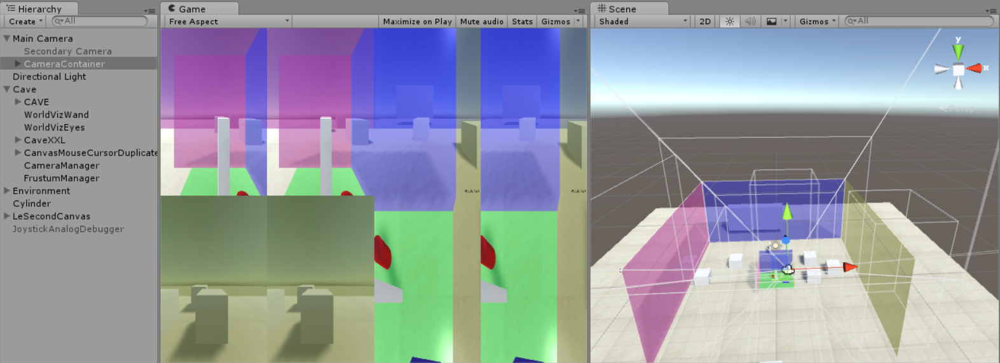 Hierarchy
Create
All
Main Camera
Secondary Camera
CameraContainer
Directional Light
Cave
CAVE
WorldVizWand
WorldVizEyes
CaveXXL
CanvasMouseCursorDuplicate
CameraManager
FrustumManager
Environment
Cylinder
LeSecondCanvas
JoystickAnalogDebugger
Game
Free Aspect
Maximize on Play
Mute audio
Stats
Gizmos
Scene
Shaded
2D
Gizmos
All
y
x
Persp